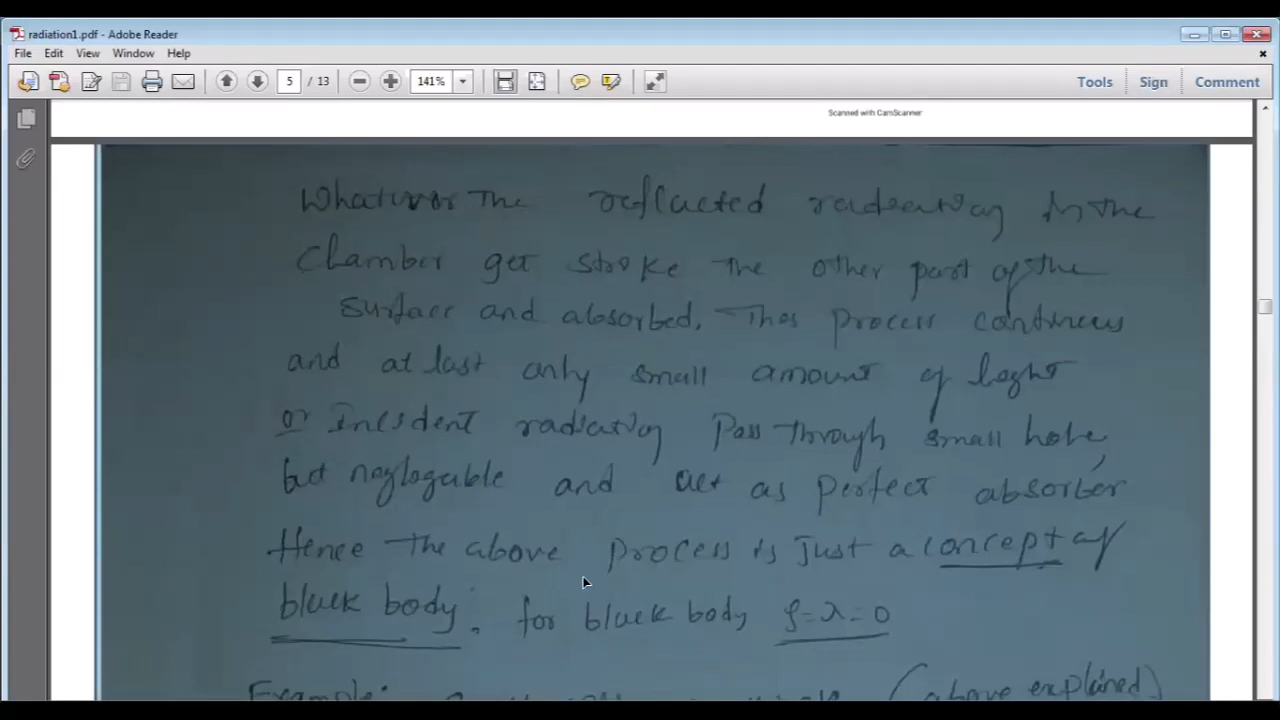 radiation1.pdf - Adobe Reader
File Edit View Window Help
5 / 13 141% Tools Sign Comment
Scanned with CamScanner
Whatever the reflected radiation in the
Chamber get stroke the other part of the
surface and absorbed. This process continues
and at last only small amount of light
or Incident radiation Pass through small hole,
but neglogable and act as perfect absorber
Hence the above process is just a concept of
black body. for black body ρ=λ=0
Example: (above explained)